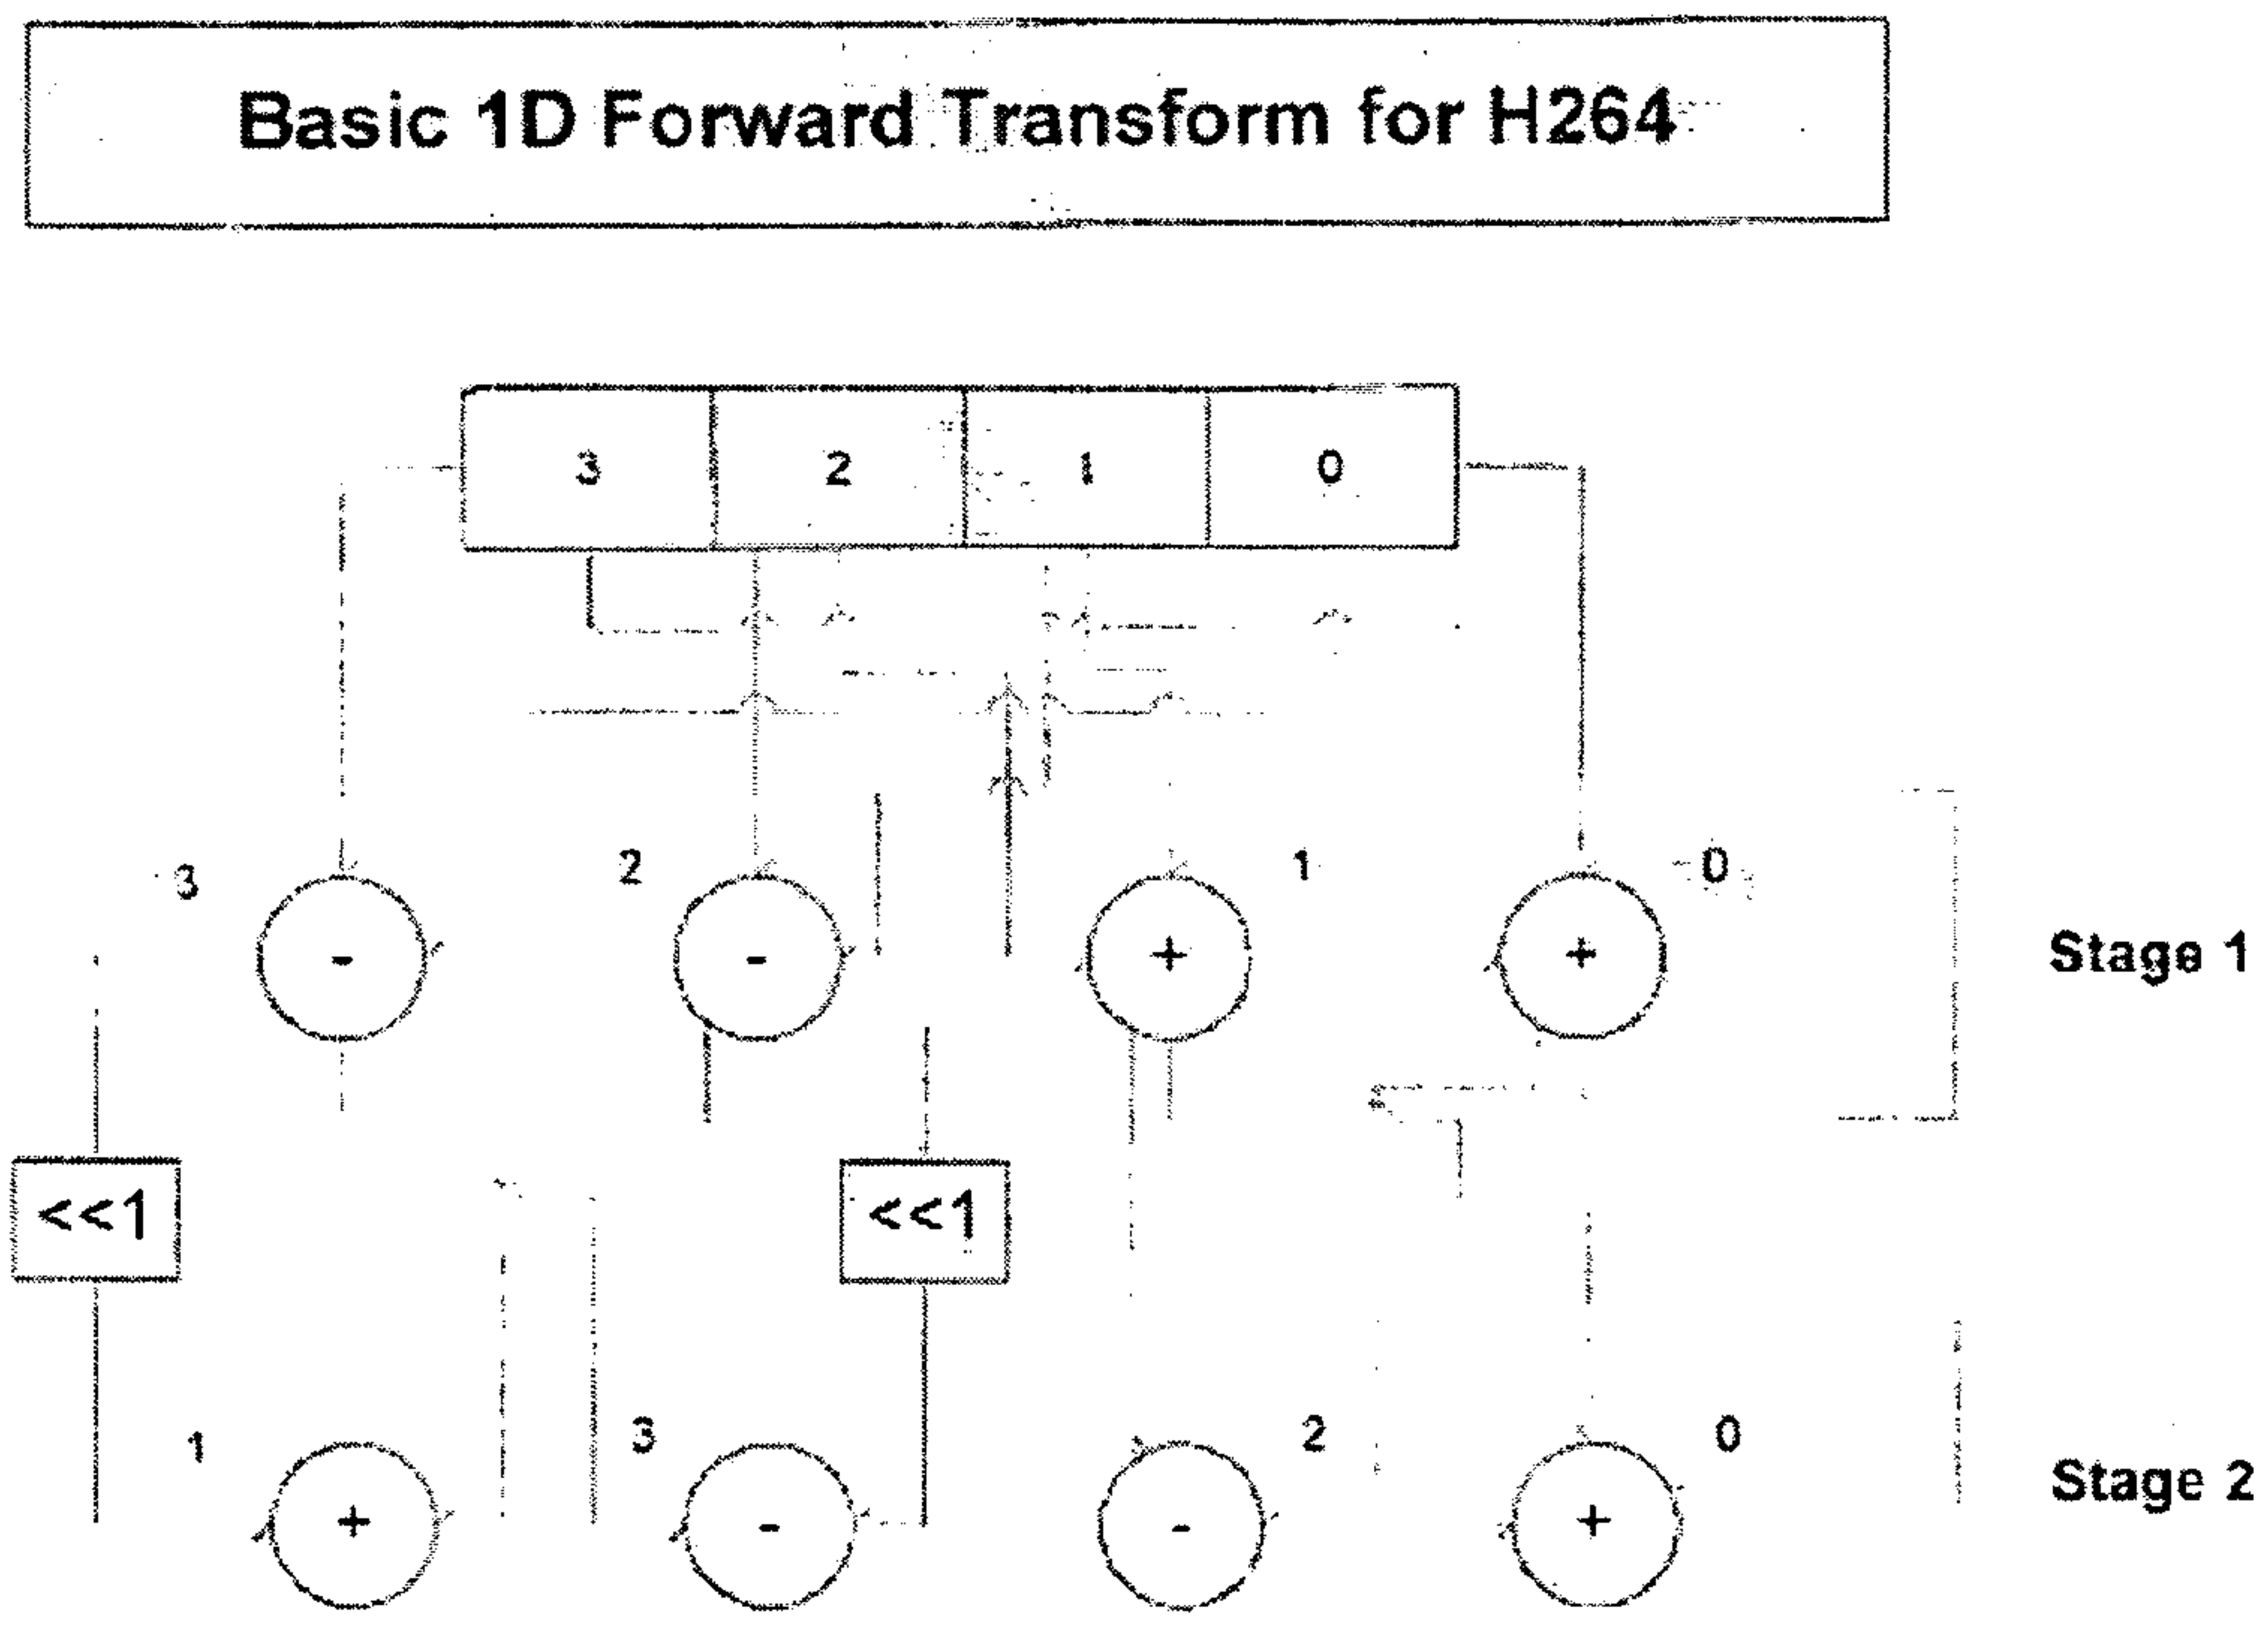 Basic 1D Forward Transform for H264
3 2 1 0
3 2 1 0
- - + +
Stage 1
<<1 <<1
1 3 2 0
+ - - +
Stage 2